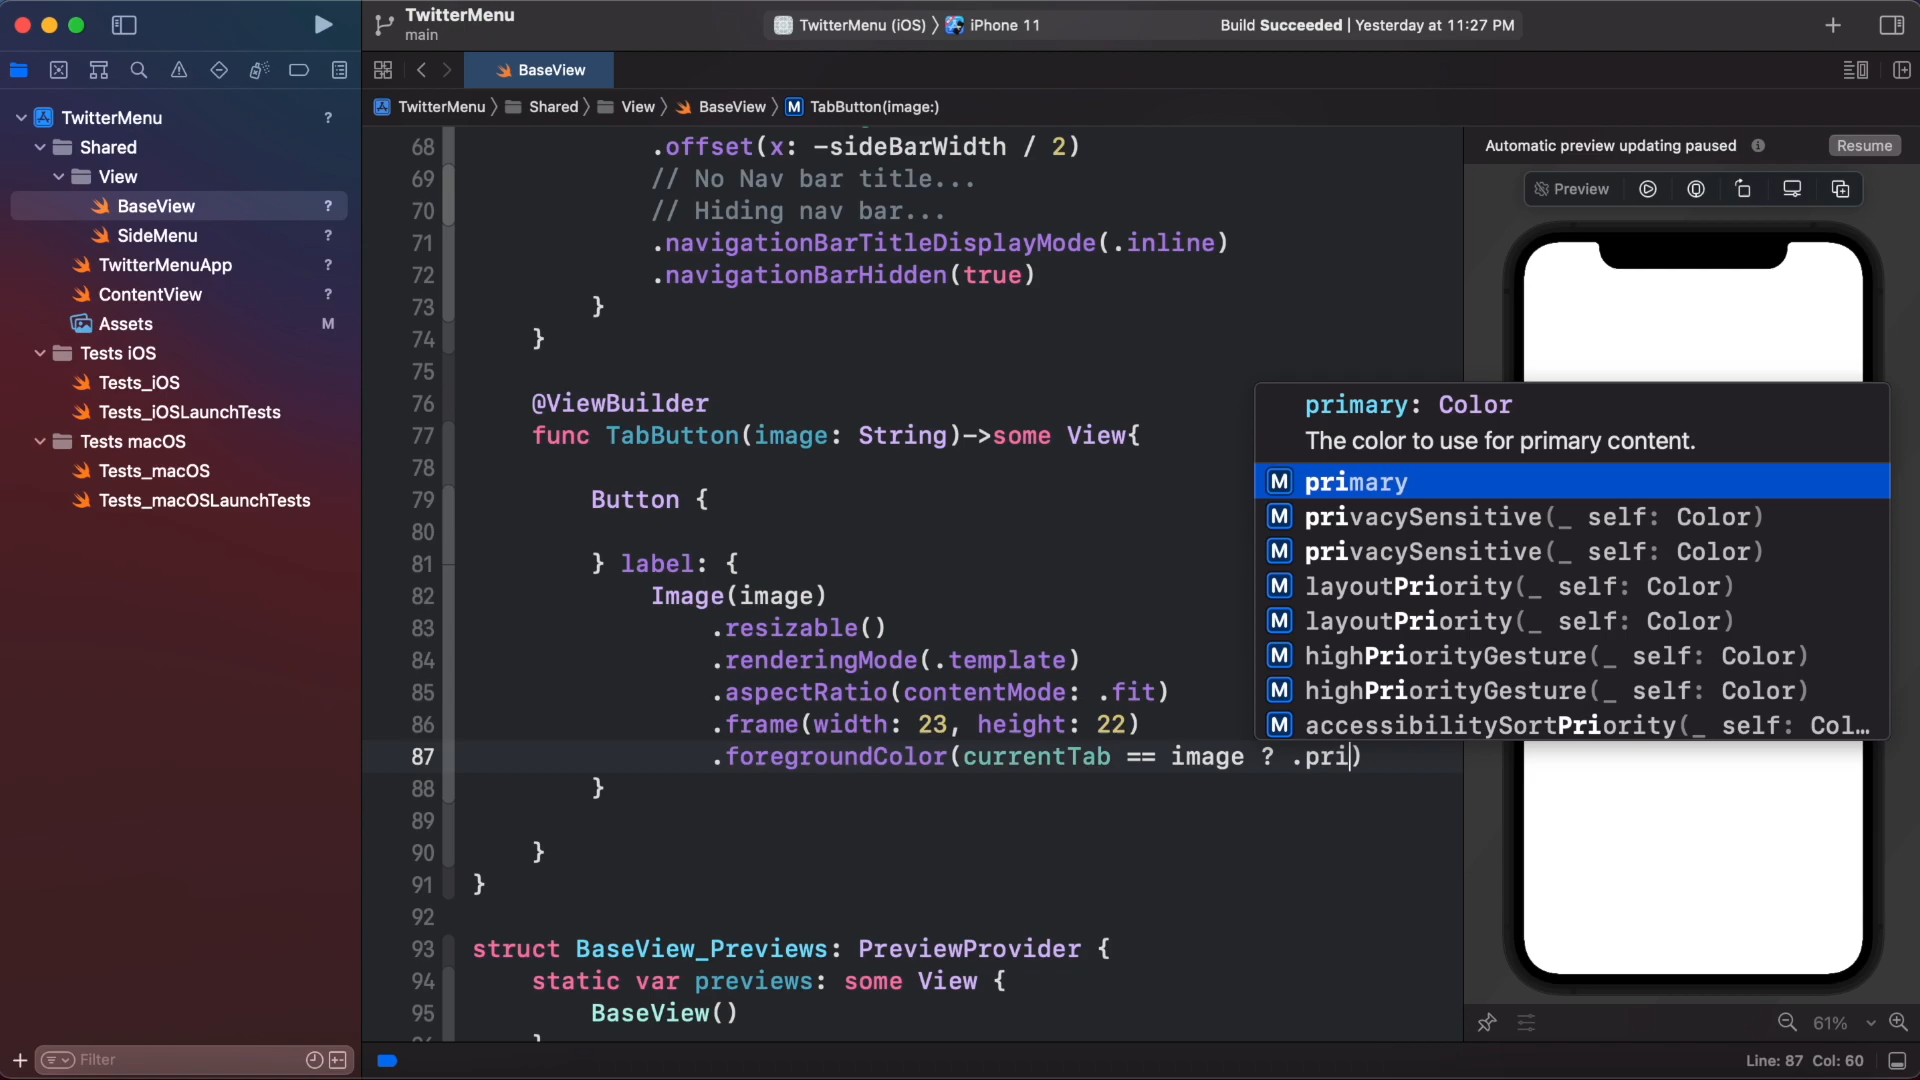 TwitterMenu
main
TwitterMenu (iOS) 〉 iPhone 11
Build Succeeded | Yesterday at 11:27 PM
BaseView
TwitterMenu 〉 Shared 〉 View 〉 BaseView 〉 M TabButton(image:)
TwitterMenu ?
Shared
View
BaseView ?
SideMenu ?
TwitterMenuApp ?
ContentView ?
Assets M
Tests iOS
Tests_iOS
Tests_iOSLaunchTests
Tests macOS
Tests_macOS
Tests_macOSLaunchTests
Filter
68 .offset(x: -sideBarWidth / 2)
69 // No Nav bar title...
70 // Hiding nav bar...
71 .navigationBarTitleDisplayMode(.inline)
72 .navigationBarHidden(true)
73 }
74 }
75
76 @ViewBuilder
77 func TabButton(image: String)->some View{
78
79 Button {
80
81 } label: {
82 Image(image)
83 .resizable()
84 .renderingMode(.template)
85 .aspectRatio(contentMode: .fit)
86 .frame(width: 23, height: 22)
87 .foregroundColor(currentTab == image ? .pri)
88 }
89
90 }
91 }
92
93 struct BaseView_Previews: PreviewProvider {
94 static var previews: some View {
95 BaseView()
primary: Color
The color to use for primary content.
M primary
M privacySensitive(_ self: Color)
M privacySensitive(_ self: Color)
M layoutPriority(_ self: Color)
M layoutPriority(_ self: Color)
M highPriorityGesture(_ self: Color)
M highPriorityGesture(_ self: Color)
M accessibilitySortPriority(_ self: Col…
Automatic preview updating paused
Resume
Preview
61%
Line: 87 Col: 60